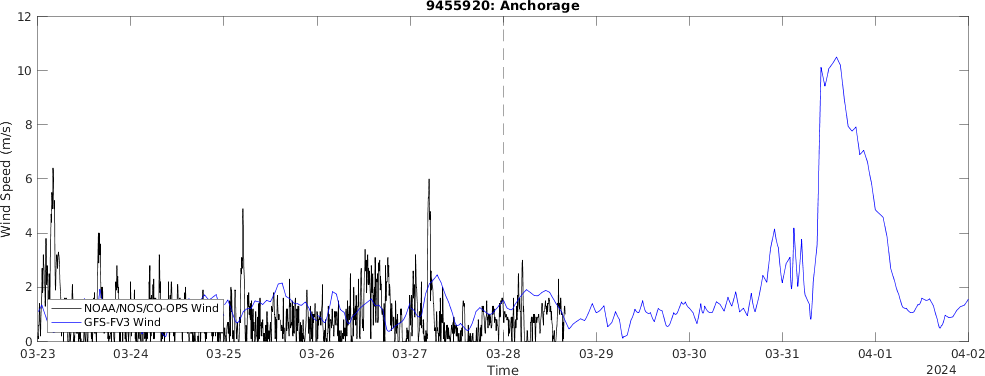 9455920: Anchorage
12
10
8
6
4
2
0
Wind Speed (m/s)
NOAA/NOS/CO-OPS Wind
GFS-FV3 Wind
03-23 03-24 03-25 03-26 03-27 03-28 03-29 03-30 03-31 04-01 04-02
Time
2024